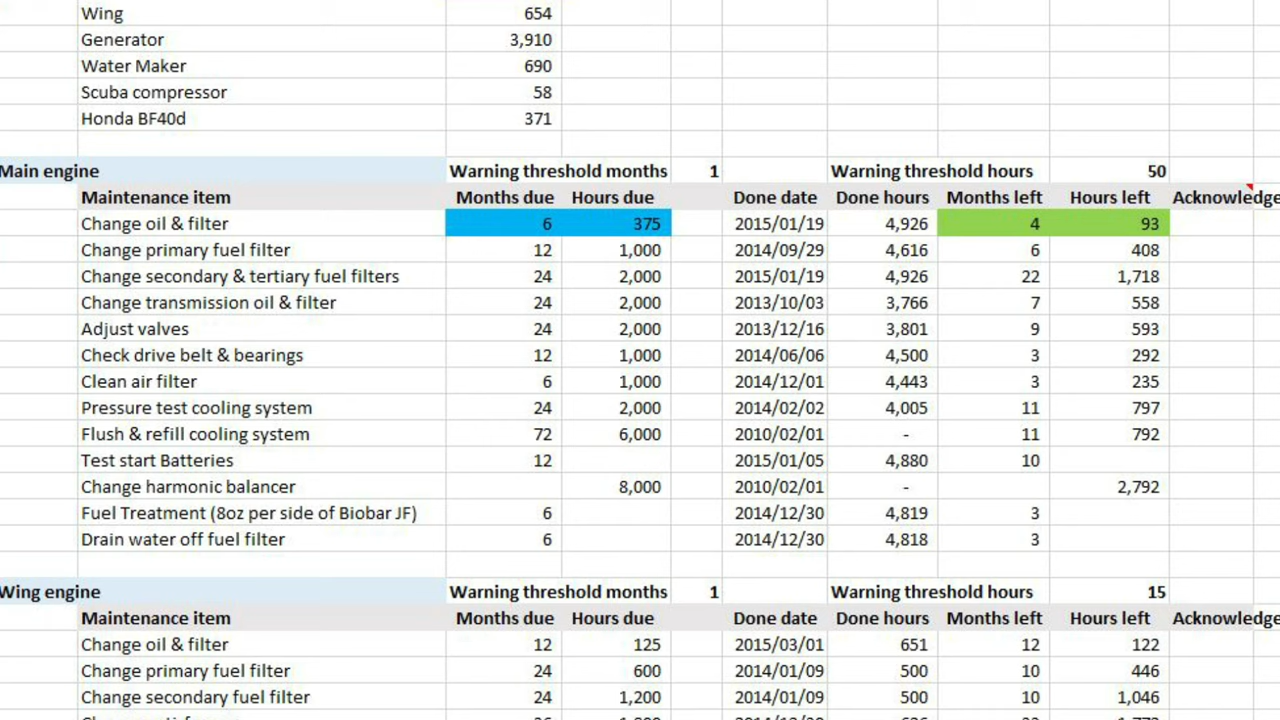 Wing 654
Generator 3,910
Water Maker 690
Scuba compressor 58
Honda BF40d 371
Main engine Warning threshold months 1 Warning threshold hours 50
Maintenance item Months due Hours due Done date Done hours Months left Hours left Acknowledge
Change oil & filter 6 375 2015/01/19 4,926 4 93
Change primary fuel filter 12 1,000 2014/09/29 4,616 6 408
Change secondary & tertiary fuel filters 24 2,000 2015/01/19 4,926 22 1,718
Change transmission oil & filter 24 2,000 2013/10/03 3,766 7 558
Adjust valves 24 2,000 2013/12/16 3,801 9 593
Check drive belt & bearings 12 1,000 2014/06/06 4,500 3 292
Clean air filter 6 1,000 2014/12/01 4,443 3 235
Pressure test cooling system 24 2,000 2014/02/02 4,005 11 797
Flush & refill cooling system 72 6,000 2010/02/01 - 11 792
Test start Batteries 12 2015/01/05 4,880 10
Change harmonic balancer 8,000 2010/02/01 - 2,792
Fuel Treatment (8oz per side of Biobar JF) 6 2014/12/30 4,819 3
Drain water off fuel filter 6 2014/12/30 4,818 3
Wing engine Warning threshold months 1 Warning threshold hours 15
Maintenance item Months due Hours due Done date Done hours Months left Hours left Acknowledge
Change oil & filter 12 125 2015/03/01 651 12 122
Change primary fuel filter 24 600 2014/01/09 500 10 446
Change secondary fuel filter 24 1,200 2014/01/09 500 10 1,046